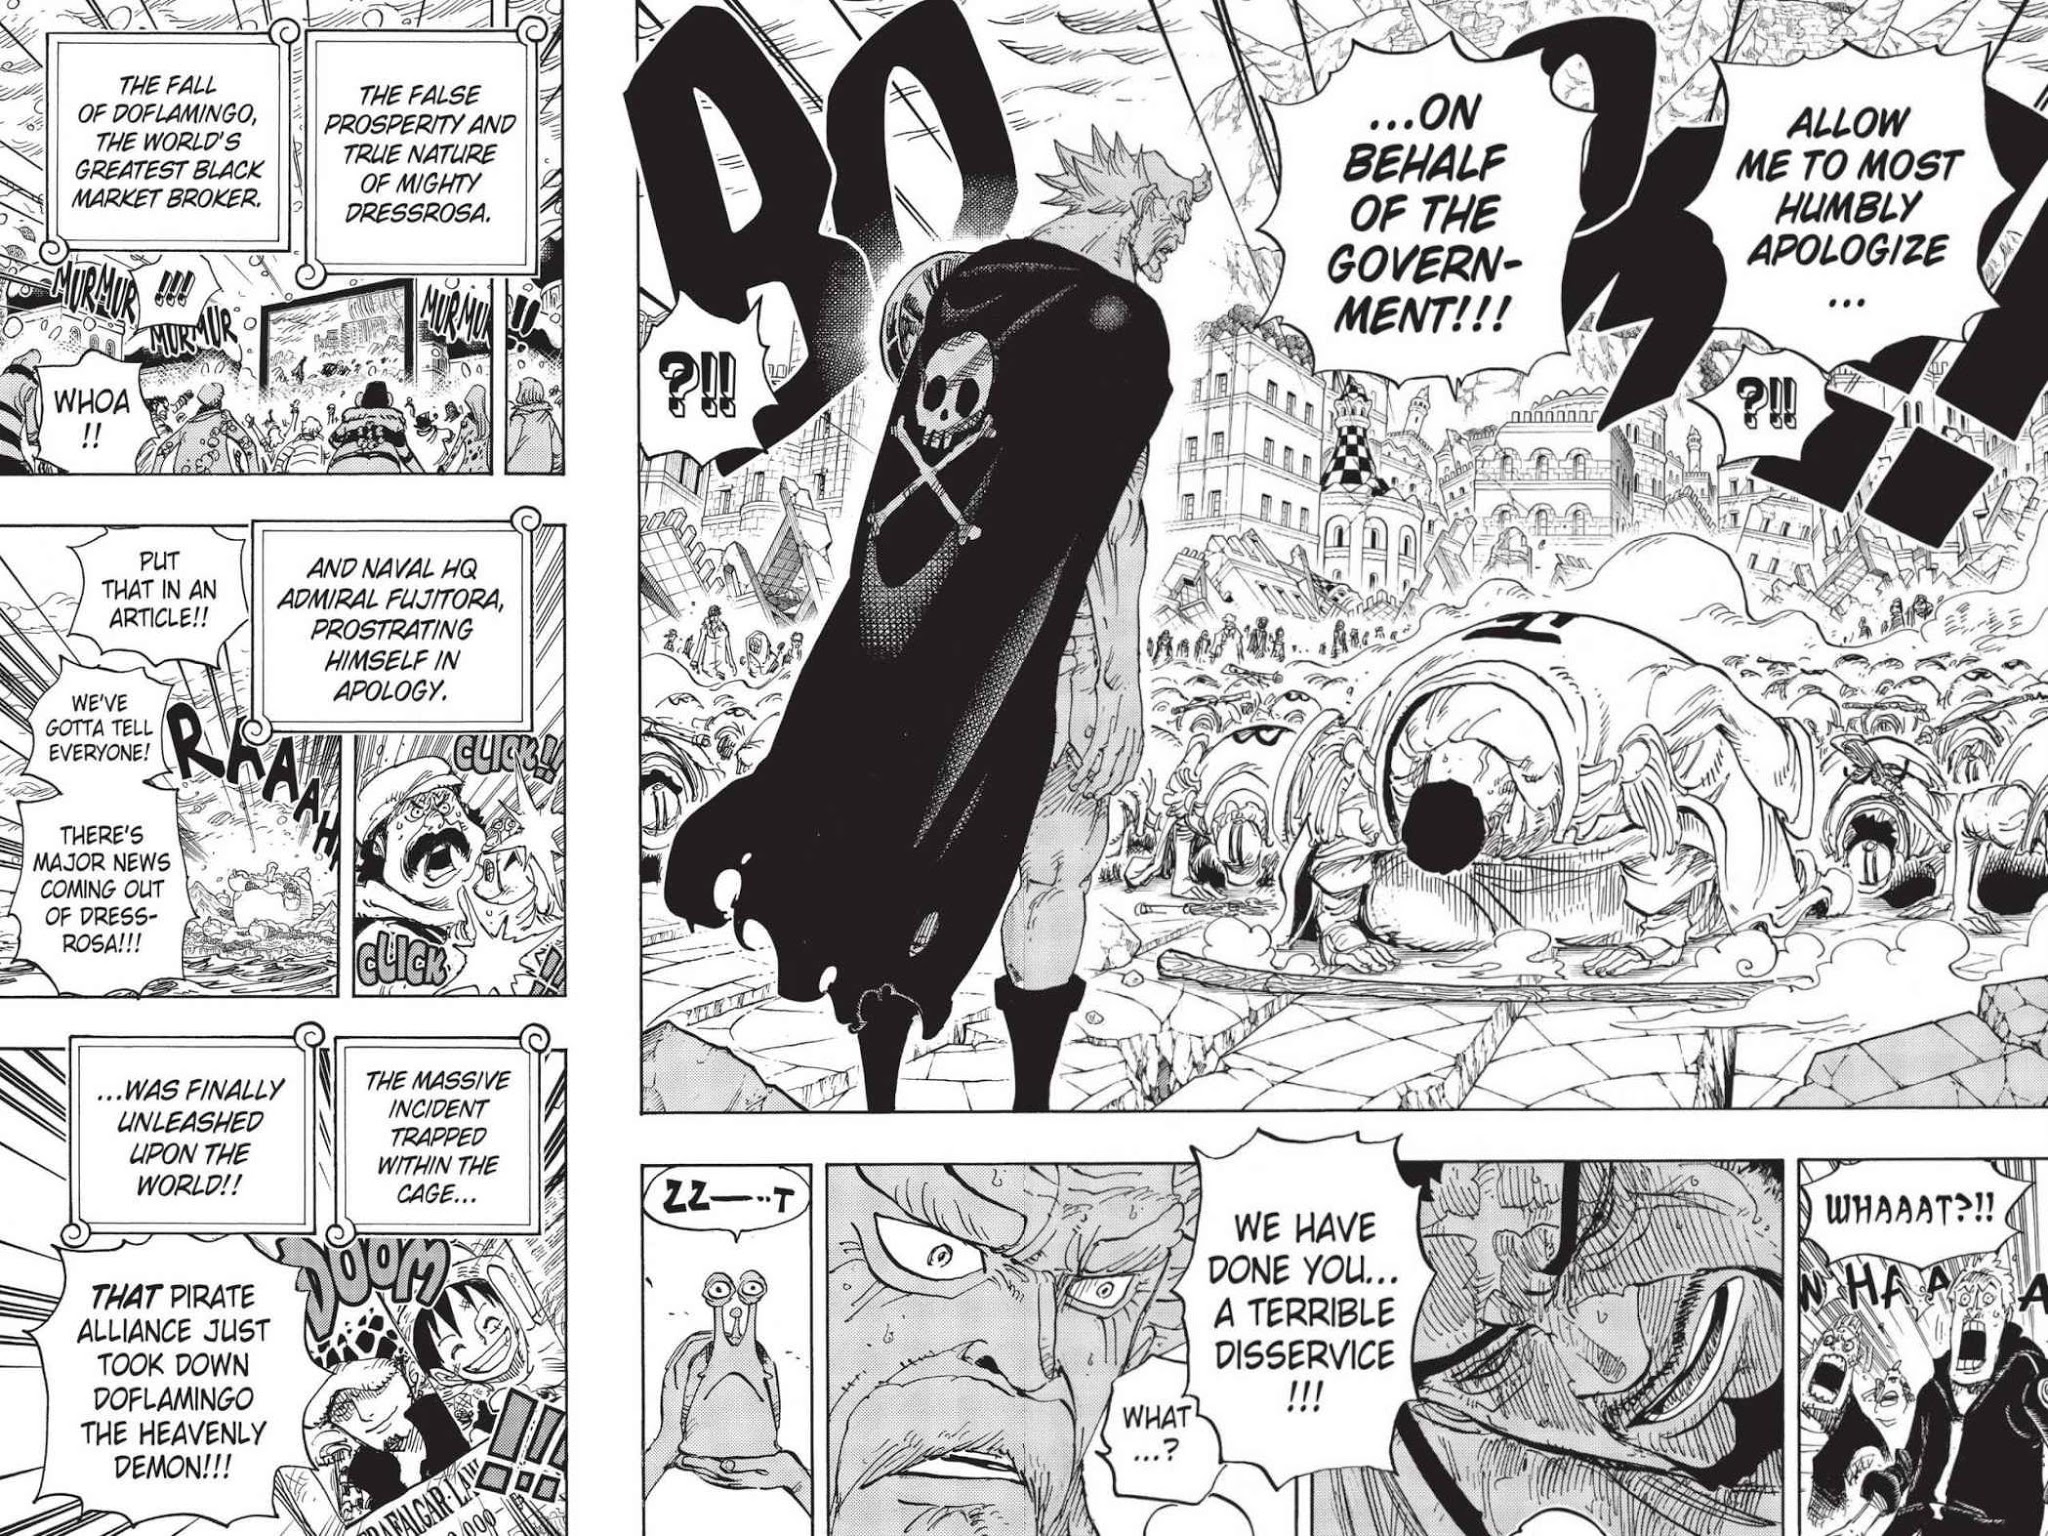 ALLOW
ME TO MOST
HUMBLY
APOLOGIZE
...
...ON
BEHALF
OF THE
GOVERN-
MENT!!!
?!!
?!!
WHAAAT?!!
WHAAAA
WE HAVE
DONE YOU...
A TERRIBLE
DISSERVICE
!!!
WHAT
...?
ZZ—··T
THE FALSE
PROSPERITY AND
TRUE NATURE
OF MIGHTY
DRESSROSA.
THE FALL
OF DOFLAMINGO,
THE WORLD'S
GREATEST BLACK
MARKET BROKER.
!!
MURMUR
!!!
MURMUR
MURMUR
WHOA
!!
AND NAVAL HQ
ADMIRAL FUJITORA,
PROSTRATING
HIMSELF IN
APOLOGY.
CLICK!!
CLICK
!!
PUT
THAT IN AN
ARTICLE!!
RAAAAH
WE'VE
GOTTA TELL
EVERYONE!
THERE'S
MAJOR NEWS
COMING OUT
OF DRESS-
ROSA!!!
THE MASSIVE
INCIDENT
TRAPPED
WITHIN THE
CAGE...
...WAS FINALLY
UNLEASHED
UPON THE
WORLD!!
DOOM
!!!
THAT PIRATE
ALLIANCE JUST
TOOK DOWN
DOFLAMINGO
THE HEAVENLY
DEMON!!!
TRAFALGAR·LAW